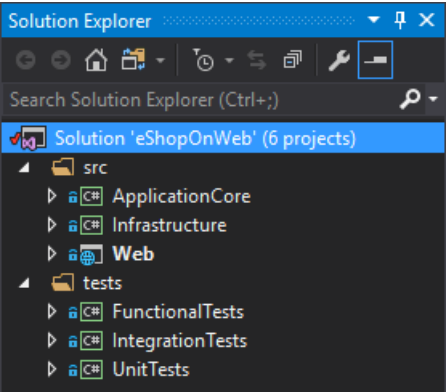 Solution Explorer
Search Solution Explorer (Ctrl+;)
Solution 'eShopOnWeb' (6 projects)
src
C# ApplicationCore
C# Infrastructure
Web
tests
C# FunctionalTests
C# IntegrationTests
C# UnitTests